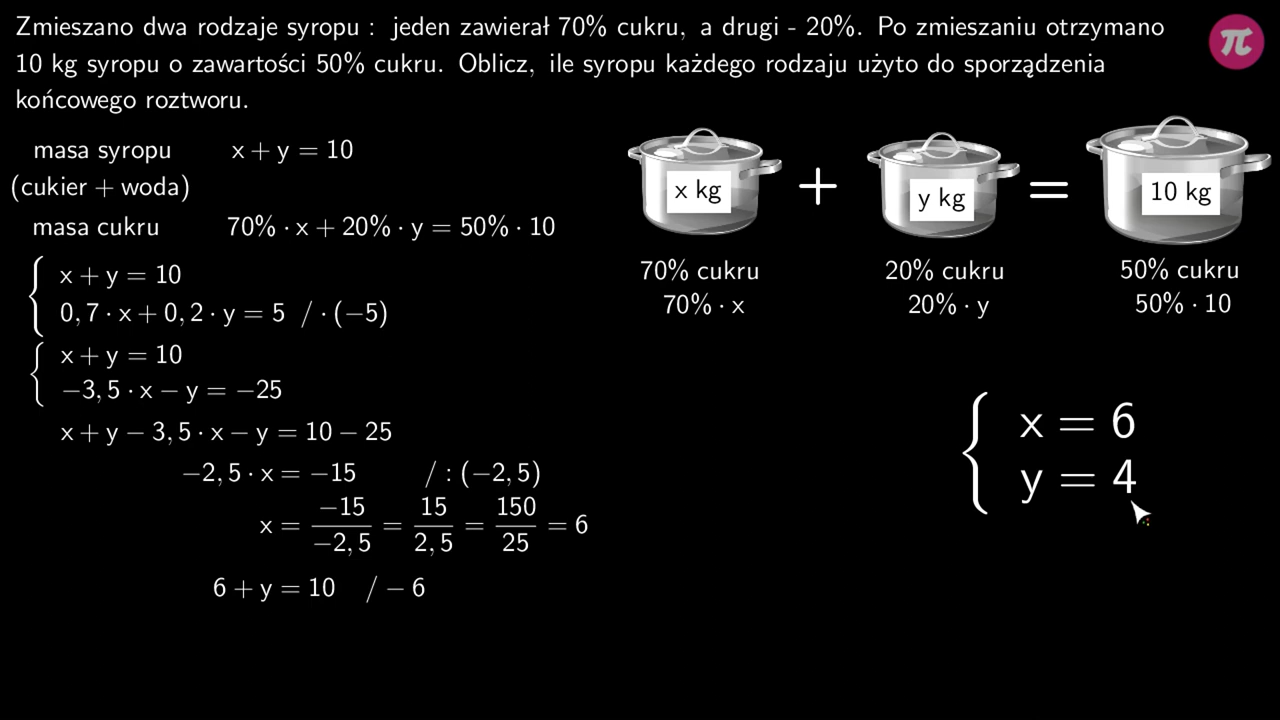 Zmieszano dwa rodzaje syropu : jeden zawierał 70% cukru, a drugi - 20%. Po zmieszaniu otrzymano
10 kg syropu o zawartości 50% cukru. Oblicz, ile syropu każdego rodzaju użyto do sporządzenia
końcowego roztworu.
π
masa syropu x + y = 10
(cukier + woda)
masa cukru 70% · x + 20% · y = 50% · 10
x kg + y kg = 10 kg
70% cukru 20% cukru 50% cukru
70% · x 20% · y 50% · 10
{ x + y = 10
0,7 · x + 0,2 · y = 5 / · (−5)
{ x + y = 10
−3,5 · x − y = −25
x + y − 3,5 · x − y = 10 − 25
−2,5 · x = −15 / : (−2,5)
x = −15/−2,5 = 15/2,5 = 150/25 = 6
6 + y = 10 / − 6
{ x = 6
y = 4